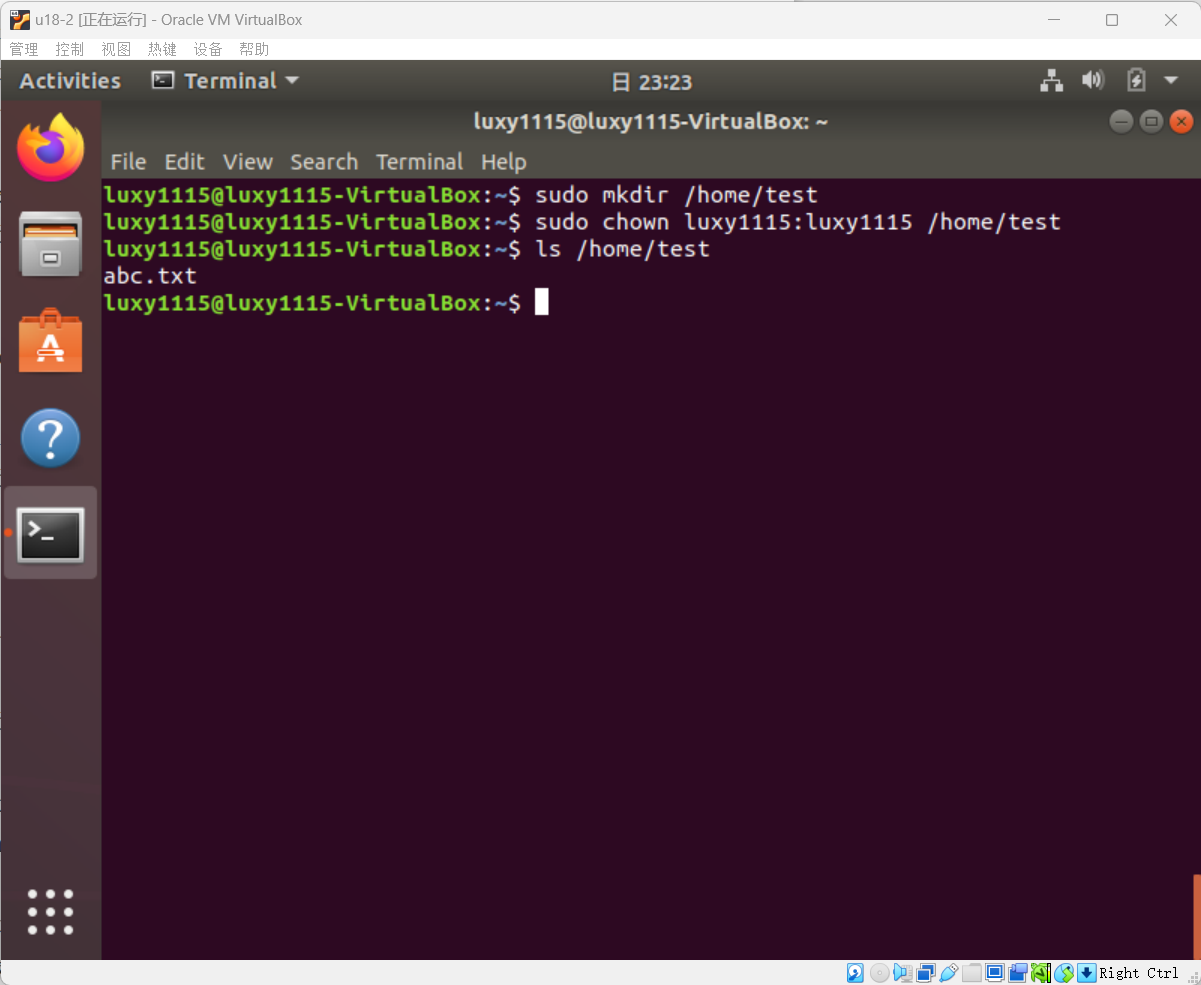 u18-2 [正在运行] - Oracle VM VirtualBox
管理 控制 视图 热键 设备 帮助
Activities Terminal 日 23:23
luxy1115@luxy1115-VirtualBox: ~
File Edit View Search Terminal Help
luxy1115@luxy1115-VirtualBox:~$ sudo mkdir /home/test
luxy1115@luxy1115-VirtualBox:~$ sudo chown luxy1115:luxy1115 /home/test
luxy1115@luxy1115-VirtualBox:~$ ls /home/test
abc.txt
luxy1115@luxy1115-VirtualBox:~$
Right Ctrl